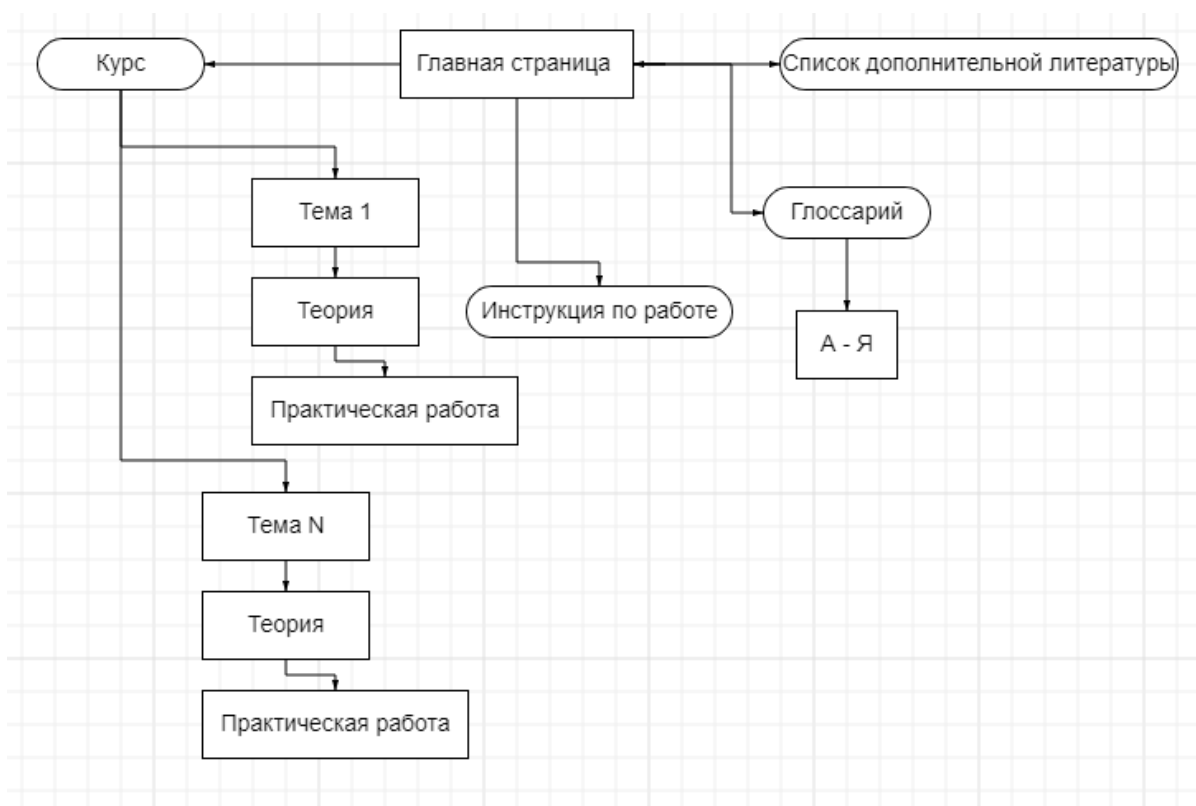 Курс
Главная страница
Список дополнительной литературы
Тема 1
Глоссарий
Теория
Инструкция по работе
А - Я
Практическая работа
Тема N
Теория
Практическая работа